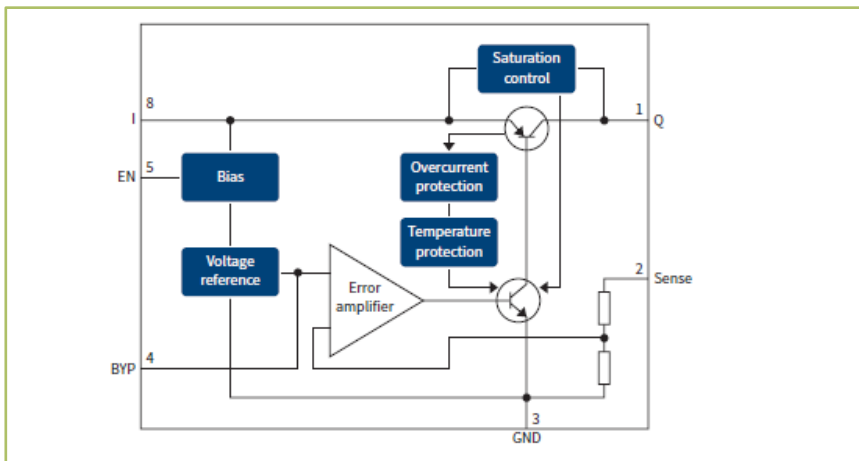 Saturation
control
8
I
1
Q
5
EN
Bias
Overcurrent
protection
Temperature
protection
Voltage
reference
2
Sense
Error
amplifier
4
BYP
3
GND